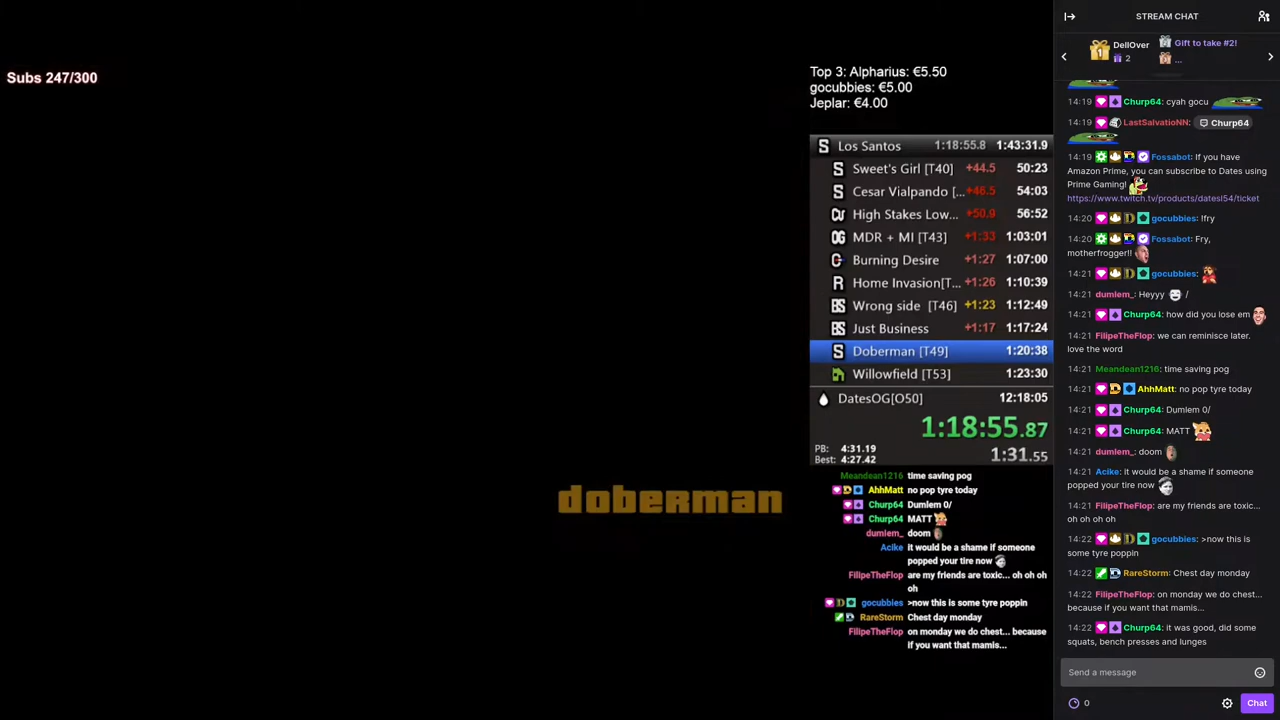 Subs 247/300
Top 3: Alpharius: €5.50
gocubbies: €5.00
Jeplar: €4.00
Los Santos 1:18:55.8 1:43:31.9
Sweet's Girl [T40] +44.5 50:23
Cesar Vialpando [... +46.5 54:03
High Stakes Low... +50.9 56:52
MDR + MI [T43] +1:33 1:03:01
Burning Desire +1:27 1:07:00
Home Invasion[T... +1:26 1:10:39
Wrong side [T46] +1:23 1:12:49
Just Business +1:17 1:17:24
Doberman [T49] 1:20:38
Willowfield [T53] 1:23:30
DatesOG[O50] 12:18:05
1:18:55.87
PB: 4:31.19
Best: 4:27.42
1:31.55
doberman
Meandean1216 time saving pog
AhhMatt no pop tyre today
Churp64 Dumlem 0/
Churp64 MATT
dumlem_ doom
Acike it would be a shame if someone
popped your tire now
FilipeTheFlop are my friends are toxic... oh oh oh
oh
gocubbies >now this is some tyre poppin
RareStorm Chest day monday
FilipeTheFlop on monday we do chest... because
if you want that mamis...
STREAM CHAT
DellOver
2
Gift to take #2!
...
14:19 Churp64: cyah gocu
14:19 LastSalvatioNN: Churp64
14:19 Fossabot: If you have
Amazon Prime, you can subscribe to Dates using
Prime Gaming!
https://www.twitch.tv/products/datesl54/ticket
14:20 gocubbies: !fry
14:20 Fossabot: Fry,
motherfrogger!!
14:21 gocubbies:
14:21 dumlem_: Heyyy /
14:21 Churp64: how did you lose em
14:21 FilipeTheFlop: we can reminisce later.
love the word
14:21 Meandean1216: time saving pog
14:21 AhhMatt: no pop tyre today
14:21 Churp64: Dumlem 0/
14:21 Churp64: MATT
14:21 dumlem_: doom
14:21 Acike: it would be a shame if someone
popped your tire now
14:21 FilipeTheFlop: are my friends are toxic...
oh oh oh oh
14:22 gocubbies: >now this is
some tyre poppin
14:22 RareStorm: Chest day monday
14:22 FilipeTheFlop: on monday we do chest...
because if you want that mamis...
14:22 Churp64: it was good, did some
squats, bench presses and lunges
Send a message
0
Chat